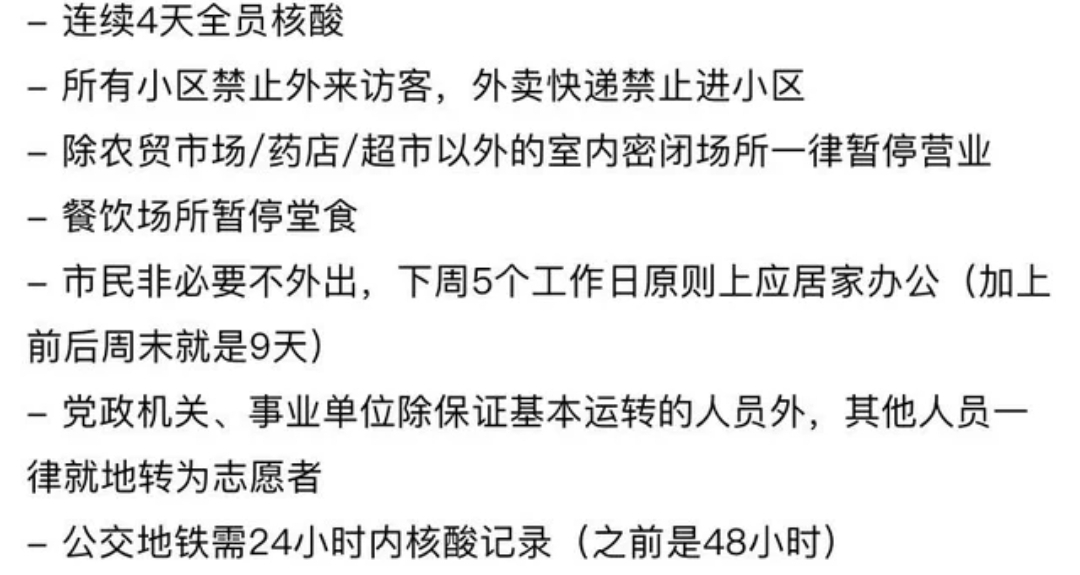 – 连续4天全员核酸
– 所有小区禁止外来访客，外卖快递禁止进小区
– 除农贸市场/药店/超市以外的室内密闭场所一律暂停营业
– 餐饮场所暂停堂食
– 市民非必要不外出，下周5个工作日原则上应居家办公（加上
前后周末就是9天）
– 党政机关、事业单位除保证基本运转的人员外，其他人员一
律就地转为志愿者
– 公交地铁需24小时内核酸记录（之前是48小时）